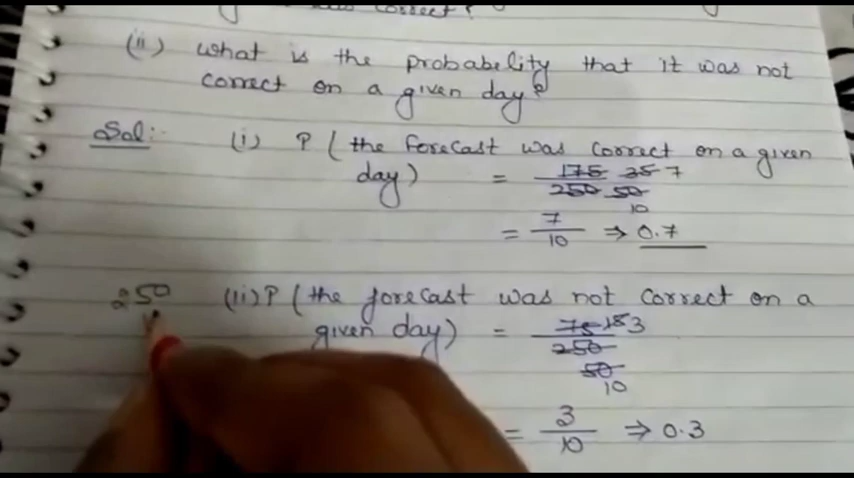 correct?
(ii) what is the probability that it was not
correct on a given day?
Sol:- (i) P ( the forecast was correct on a given
day) = 175 35 7
250 50
10
= 7
10 ⇒ 0.7
250 (ii) P ( the forecast was not correct on a
given day) = 75 15 3
250
50
10
= 3
10 ⇒ 0.3